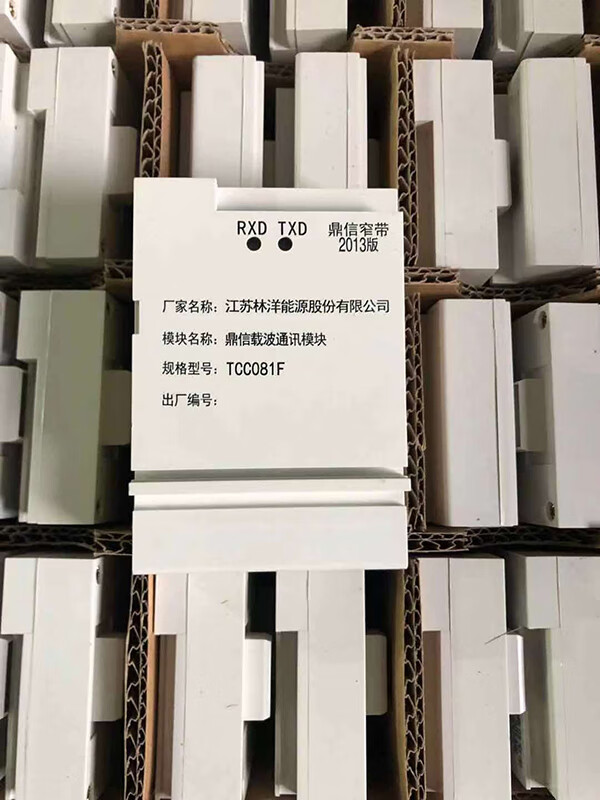 RXD TXD 鼎信窄带
2013版
厂家名称：江苏林洋能源股份有限公司
模块名称：鼎信载波通讯模块
规格型号：TCC081F
出厂编号：